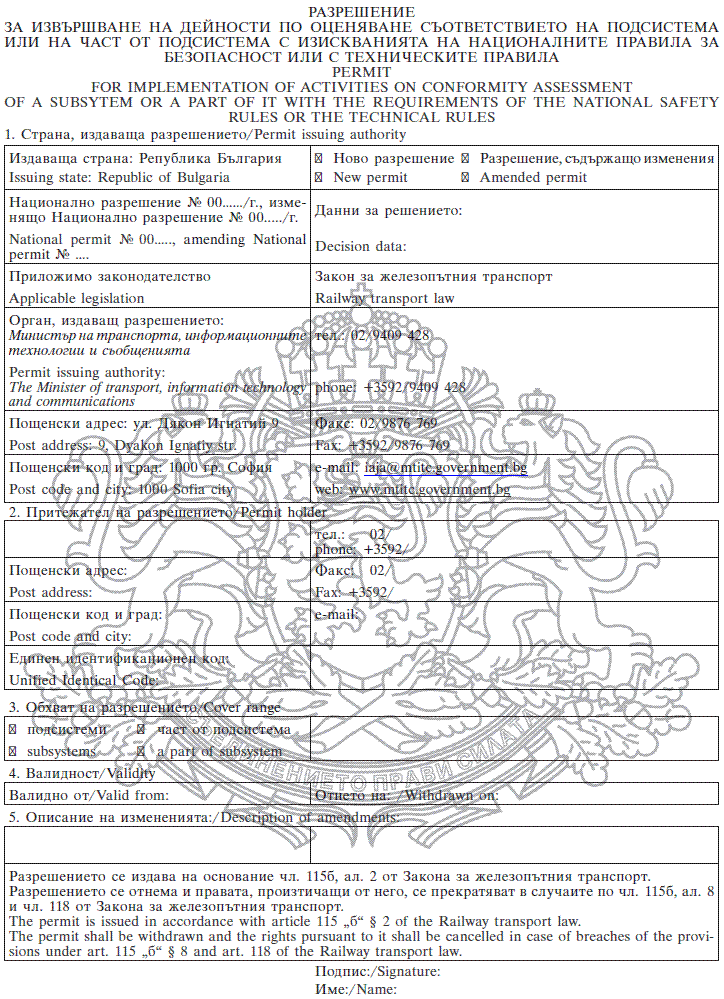 РАЗРЕШЕНИЕ
ЗА ИЗВЪРШВАНЕ НА ДЕЙНОСТИ ПО ОЦЕНЯВАНЕ СЪОТВЕТСТВИЕТО НА ПОДСИСТЕМА
ИЛИ НА ЧАСТ ОТ ПОДСИСТЕМА С ИЗИСКВАНИЯТА НА НАЦИОНАЛНИТЕ ПРАВИЛА ЗА
БЕЗОПАСНОСТ ИЛИ С ТЕХНИЧЕСКИТЕ ПРАВИЛА
PERMIT
FOR IMPLEMENTATION OF ACTIVITIES ON CONFORMITY ASSESSMENT
OF A SUBSYTEM OR A PART OF IT WITH THE REQUIREMENTS OF THE NATIONAL SAFETY
RULES OR THE TECHNICAL RULES
1. Страна, издаваща разрешението/Permit issuing authority
Издаваща страна: Република България
Issuing state: Republic of Bulgaria
Ново разрешение Разрешение, съдържащо изменения
New permit Amended permit
Национално разрешение № 00....../г., изме-
нящо Национално разрешение № 00...../г.
National permit № 00....., amending National
permit № ....
Данни за решението:
Decision data:
Приложимо законодателство
Applicable legislation
Закон за железопътния транспорт
Railway transport law
Орган, издаващ разрешението:
Министър на транспорта, информационните
технологии и съобщенията
Permit issuing authority:
The Minister of transport, information technology
and communications
тел.: 02/9409 428
phone: +3592/9409 428
Пощенски адрес: ул. Дякон Игнатий 9
Post address: 9, Dyakon Ignatiy str.
Факс: 02/9876 769
Fax: +3592/9876 769
Пощенски код и град: 1000 гр. София
Post code and city: 1000 Sofia city
e-mail: iaja@mtitc.government.bg
web: www.mtitc.government.bg
2. Притежател на разрешението/Permit holder
тел.: 02/
phone: +3592/
Пощенски адрес:
Post address:
Факс: 02/
Fax: +3592/
Пощенски код и град:
Post code and city:
e-mail:
Единен идентификационен код:
Unified Identical Code:
3. Обхват на разрешението/Cover range
подсистеми част от подсистема
subsystems a part of subsystem
СЪЕДИНЕНИЕТО ПРАВИ СИЛАТА
4. Валидност/Validity
Валидно от/Valid from:
Отнето на: /Withdrawn on:
5. Описание на измененията:/Description of amendments:
Разрешението се издава на основание чл. 115б, ал. 2 от Закона за железопътния транспорт.
Разрешението се отнема и правата, произтичащи от него, се прекратяват в случаите по чл. 115б, ал. 8
и чл. 118 от Закона за железопътния транспорт.
The permit is issued in accordance with article 115 „б“ § 2 of the Railway transport law.
The permit shall be withdrawn and the rights pursuant to it shall be cancelled in case of breaches of the provi-
sions under art. 115 „б“ § 8 and art. 118 of the Railway transport law.
Подпис:/Signature:
Име:/Name: